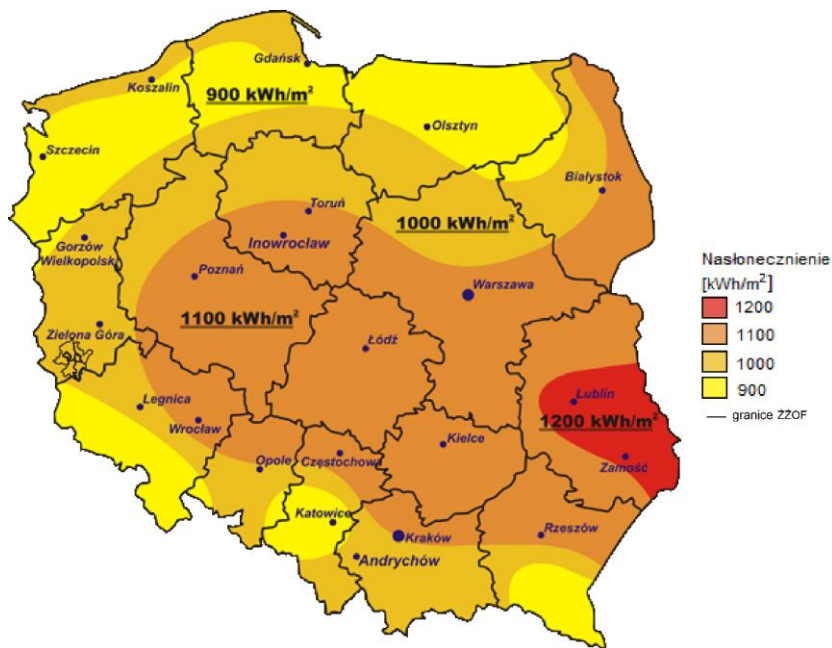 Gdańsk
Koszalin
900 kWh/m²
Olsztyn
Szczecin
Białystok
Toruń
1000 kWh/m²
Gorzów
Wielkopolski
Inowrocław
Poznań
Warszawa
1100 kWh/m²
Zielona Góra
Łódź
Legnica
Lublin
Wrocław
1200 kWh/m²
Kielce
Opole
Częstochowa
Zamość
Katowice
Kraków
Rzeszów
Andrychów
Nasłonecznienie
[kWh/m²]
1200
1100
1000
900
granice ZŻOF